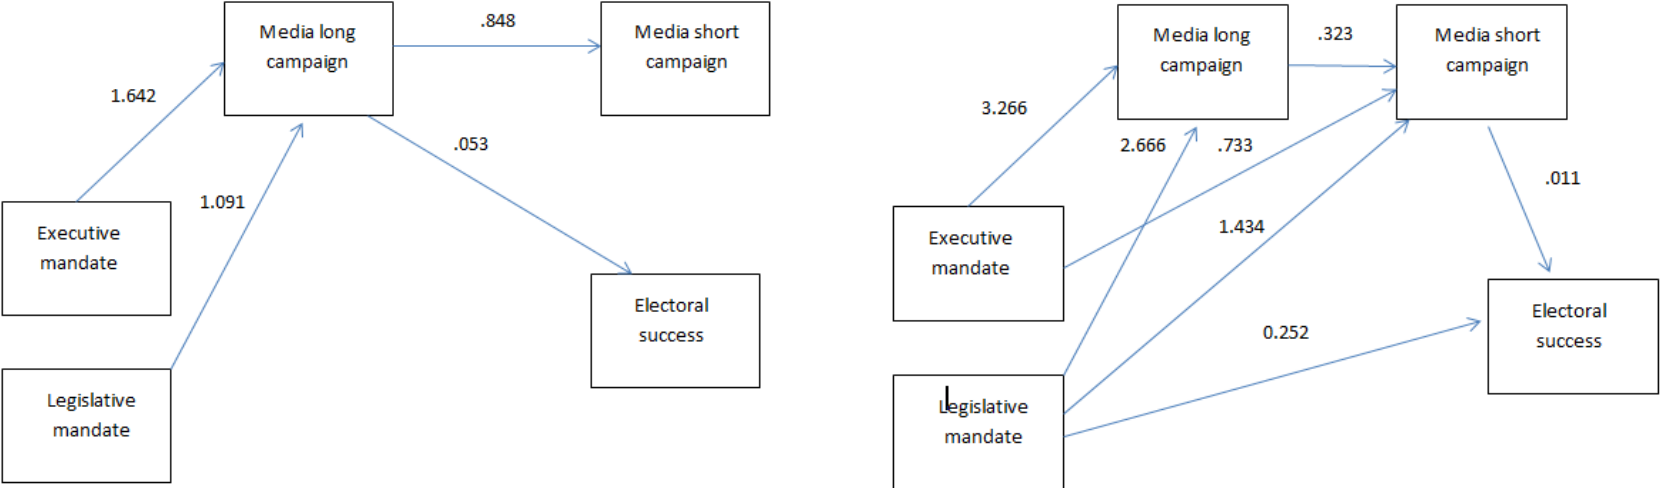 Media long
campaign
.848
Media short
campaign
1.642
.053
1.091
Executive
mandate
Electoral
success
Legislative
mandate
Media long
campaign
.323
Media short
campaign
3.266
2.666
.733
.011
1.434
Executive
mandate
0.252
Electoral
success
Legislative
mandate